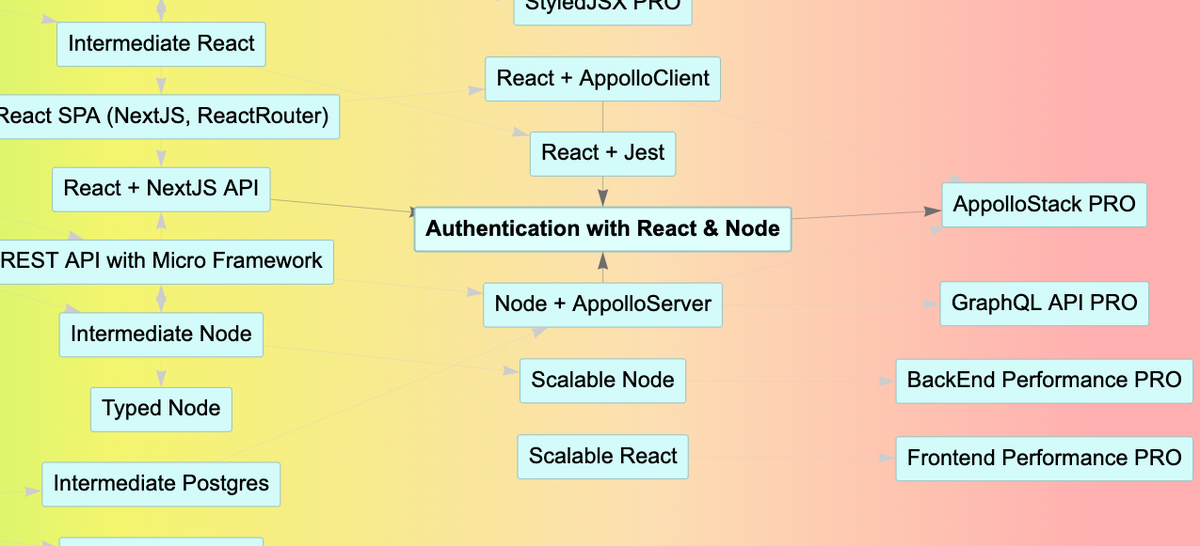 StyledJSX PRO
Intermediate React
React + AppolloClient
React SPA (NextJS, ReactRouter)
React + Jest
React + NextJS API
AppolloStack PRO
Authentication with React & Node
REST API with Micro Framework
Node + AppolloServer
GraphQL API PRO
Intermediate Node
Scalable Node
BackEnd Performance PRO
Typed Node
Scalable React
Frontend Performance PRO
Intermediate Postgres